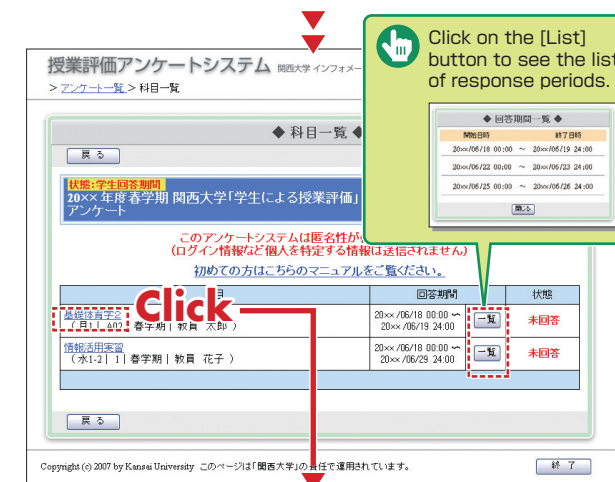 Click on the [List]
button to see the list
of response periods.
授業評価アンケートシステム 関西大学 インフォメー
> アンケート一覧 > 科目一覧
◆ 回答期間一覧 ◆
開始日時 終了日時
20××/06/18 00:00 ～ 20××/06/19 24:00
20××/06/22 00:00 ～ 20××/06/23 24:00
20××/06/25 00:00 ～ 20××/06/26 24:00
閉じる
◆ 科目一覧 ◆
戻る
状態:学生回答期間
20×× 年度春学期 関西大学「学生による授業評価」
アンケート
このアンケートシステムは匿名性が
(ログイン情報など個人を特定する情報は送信されません)
初めての方はこちらのマニュアルをご覧ください。
目 回答期間 状態
Click
基礎体育学2
( 月1 | A02 春学期 | 教員 太郎 )
20××/06/18 00:00 ～
20××/06/19 24:00
一覧
未回答
情報活用実習
( 水1-2 | 1 | 春学期 | 教員 花子 )
20××/06/18 00:00 ～
20××/06/29 24:00
一覧
未回答
戻る
Copyright (c) 2007 by Kansai University このページは「関西大学」の責任で運用されています。
終 了